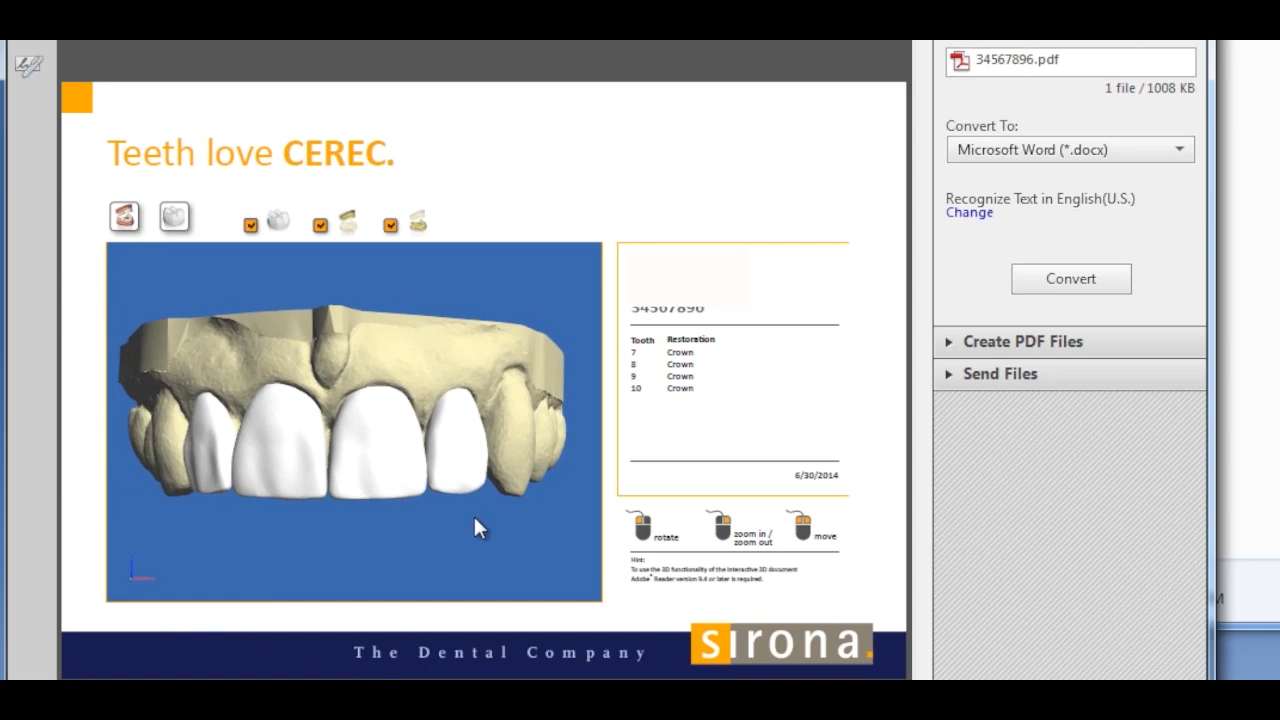 34567896.pdf
1 file / 1008 KB
Convert To:
Microsoft Word (*.docx)
Recognize Text in English(U.S.)
Change
Convert
Create PDF Files
Send Files
Teeth love CEREC.
34567896
Tooth Restoration
7 Crown
8 Crown
9 Crown
10 Crown
6/30/2014
rotate
zoom in /
zoom out
move
Hint:
To use the 3D functionality of the interactive 3D document
Adobe® Reader version 9.4 or later is required.
The Dental Company
sirona.
M